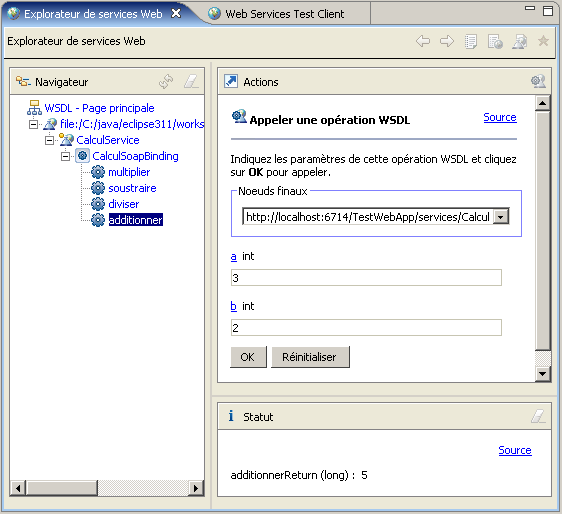 Explorateur de services Web
Web Services Test Client
Explorateur de services Web
Navigateur
WSDL - Page principale
file:/C:/java/eclipse311/works
CalculService
CalculSoapBinding
multiplier
soustraire
diviser
additionner
Actions
Appeler une opération WSDL
Source
Indiquez les paramètres de cette opération WSDL et cliquez
sur OK pour appeler.
Noeuds finaux
http://localhost:6714/TestWebApp/services/Calcul
a int
3
b int
2
OK Réinitialiser
Statut
Source
additionnerReturn (long) : 5